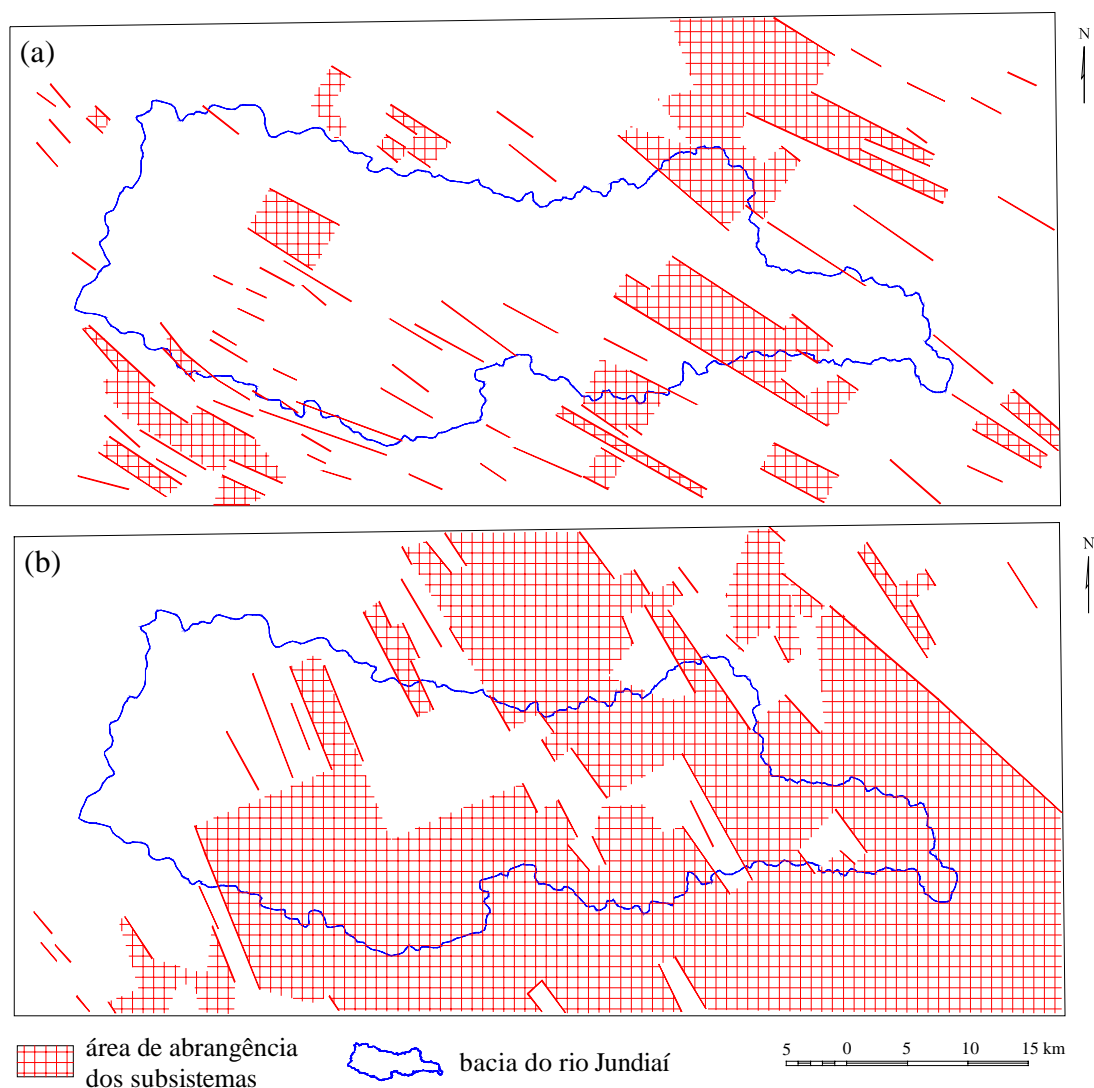 (a)
N
(b)
N
área de abrangência
dos subsistemas
bacia do rio Jundiaí
5 0 5 10 15 km